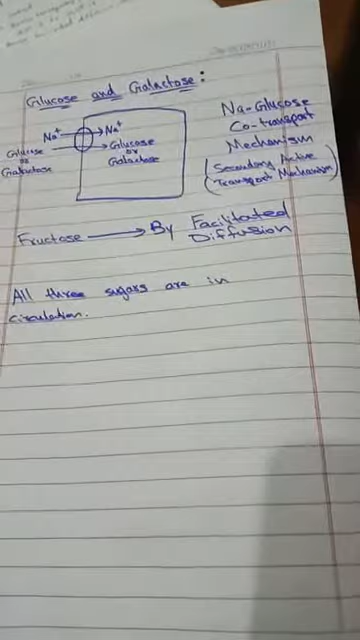 Glucose and Galactose:
Na+ → Na+
Glucose or Galactose
Glucose or Galactose
Na-Glucose
Co-transport
Mechanism
(Secondary Active
Transport Mechanism)
Fructose → By Facilitated
Diffusion
All three sugars are in
circulation.